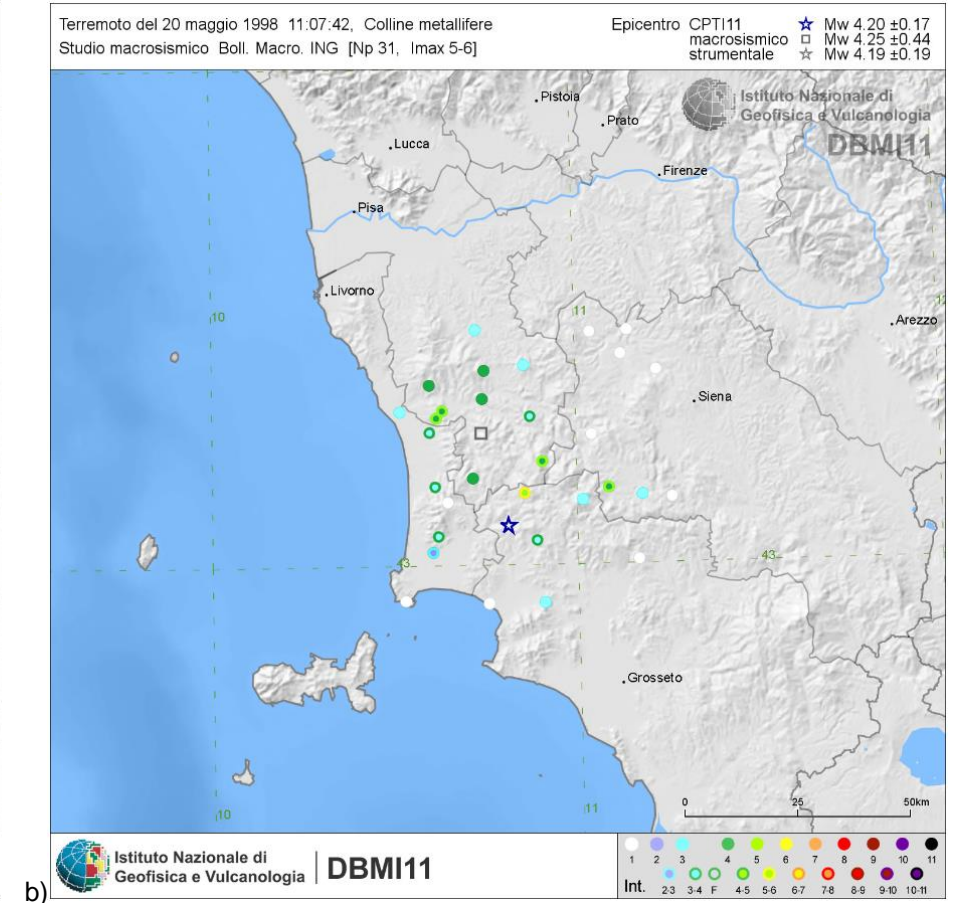 Terremoto del 20 maggio 1998 11:07:42, Colline metallifere
Studio macrosismico Boll. Macro. ING [Np 31, Imax 5-6]
Epicentro CPTI11 Mw 4.20 ±0.17
macrosismico Mw 4.25 ±0.44
strumentale Mw 4.19 ±0.19
Istituto Nazionale di
Geofisica e Vulcanologia
DBMI11
Pistoia
Prato
Lucca
Firenze
Pisa
Livorno
10
11
12
Arezzo
Siena
43
43
Grosseto
0 25 50km
10
11
b)
Istituto Nazionale di
Geofisica e Vulcanologia
DBMI11
1 2 3 4 5 6 7 8 9 10 11
Int. 2-3 3-4 F 4-5 5-6 6-7 7-8 8-9 9-10 10-11